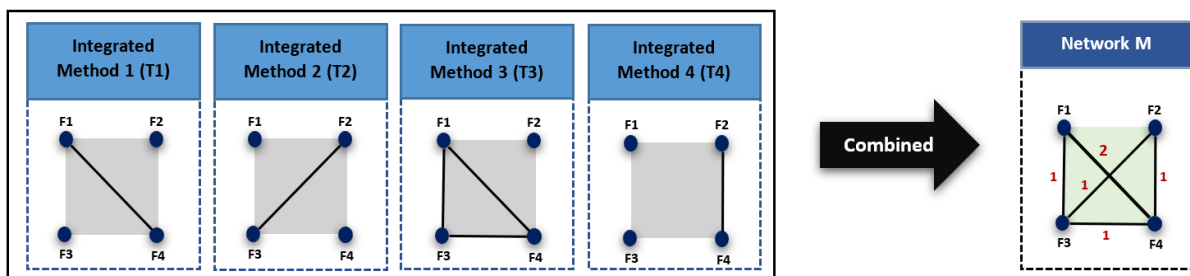 Integrated
Method 1 (T1)
F1
F2
F3
F4
Integrated
Method 2 (T2)
F1
F2
F3
F4
Integrated
Method 3 (T3)
F1
F2
F3
F4
Integrated
Method 4 (T4)
F1
F2
F3
F4
Combined
Network M
F1
F2
2
1
1
1
F3
1
F4